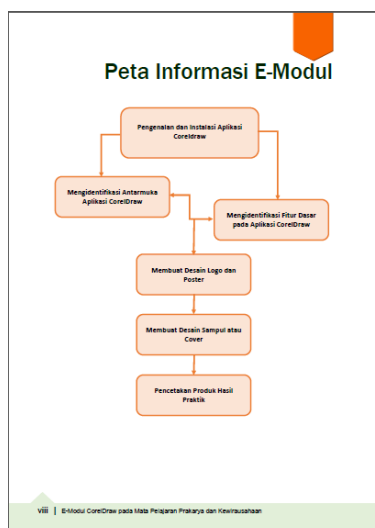 Peta Informasi E-Modul
Pengenalan dan Instalasi Aplikasi
Coreldraw
Mengidentifikasi Antarmuka
Aplikasi CorelDraw
Mengidentifikasi Fitur Dasar
pada Aplikasi CorelDraw
Membuat Desain Logo dan
Poster
Membuat Desain Sampul atau
Cover
Pencetakan Produk Hasil
Praktik
viii | E-Modul CorelDraw pada Mata Pelajaran Prakarya dan Kewirausahaan